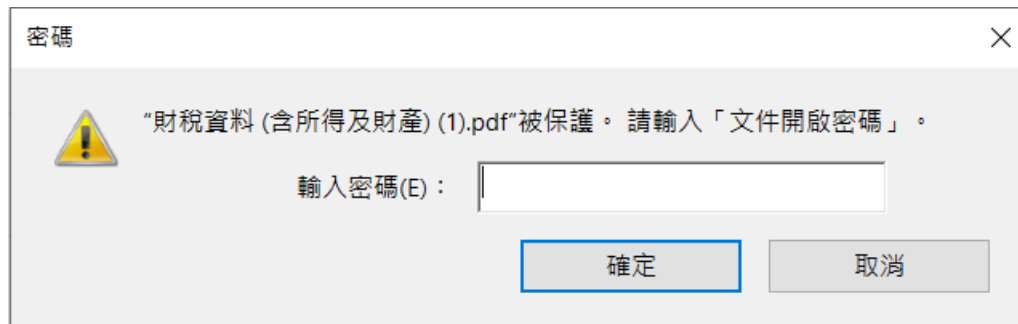 密碼
“財稅資料 (含所得及財產) (1).pdf”被保護。 請輸入「文件開啟密碼」。
輸入密碼(E)：
確定
取消